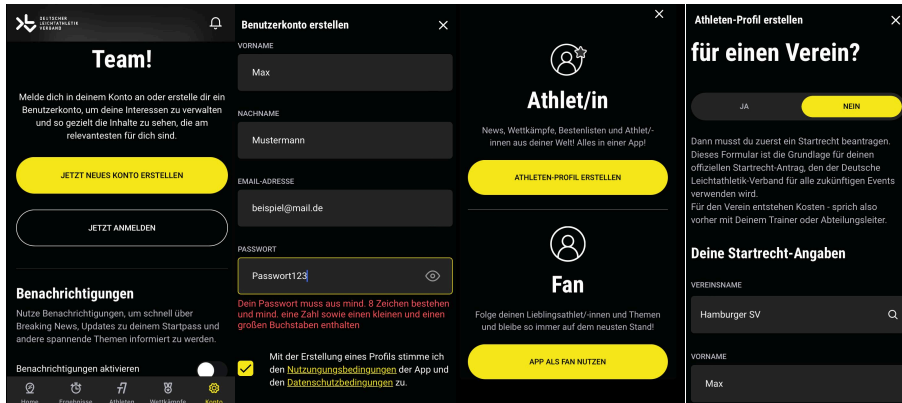 DEUTSCHER
LEICHTATHLETIK
VERBAND
Team!
Melde dich in deinem Konto an oder erstelle dir ein
Benutzerkonto, um deine Interessen zu verwalten
und so gezielt die Inhalte zu sehen, die am
relevantesten für dich sind.
JETZT NEUES KONTO ERSTELLEN
JETZT ANMELDEN
Benachrichtigungen
Nutze Benachrichtigungen, um schnell über
Breaking News, Updates zu deinem Startpass und
andere spannende Themen informiert zu werden.
Benachrichtigungen aktivieren
Home Ergebnisse Athleten Wettkämpfe Konto
Benutzerkonto erstellen
VORNAME
Max
NACHNAME
Mustermann
EMAIL-ADRESSE
beispiel@mail.de
PASSWORT
Passwort123
Dein Passwort muss aus mind. 8 Zeichen bestehen
und mind. eine Zahl sowie einen kleinen und einen
großen Buchstaben enthalten
Mit der Erstellung eines Profils stimme ich
den Nutzungungsbedingungen der App und
den Datenschutzbedingungen zu.
Athlet/in
News, Wettkämpfe, Bestenlisten und Athlet/-
innen aus deiner Welt! Alles in einer App!
ATHLETEN-PROFIL ERSTELLEN
Fan
Folge deinen Lieblingsathlet/-innen und Themen
und bleibe so immer auf dem neusten Stand!
APP ALS FAN NUTZEN
Athleten-Profil erstellen
für einen Verein?
JA NEIN
Dann musst du zuerst ein Startrecht beantragen.
Dieses Formular ist die Grundlage für deinen
offiziellen Startrecht-Antrag, den der Deutsche
Leichtathletik-Verband für alle zukünftigen Events
verwenden wird.
Für den Verein entstehen Kosten - sprich also
vorher mit Deinem Trainer oder Abteilungsleiter.
Deine Startrecht-Angaben
VEREINSNAME
Hamburger SV
VORNAME
Max